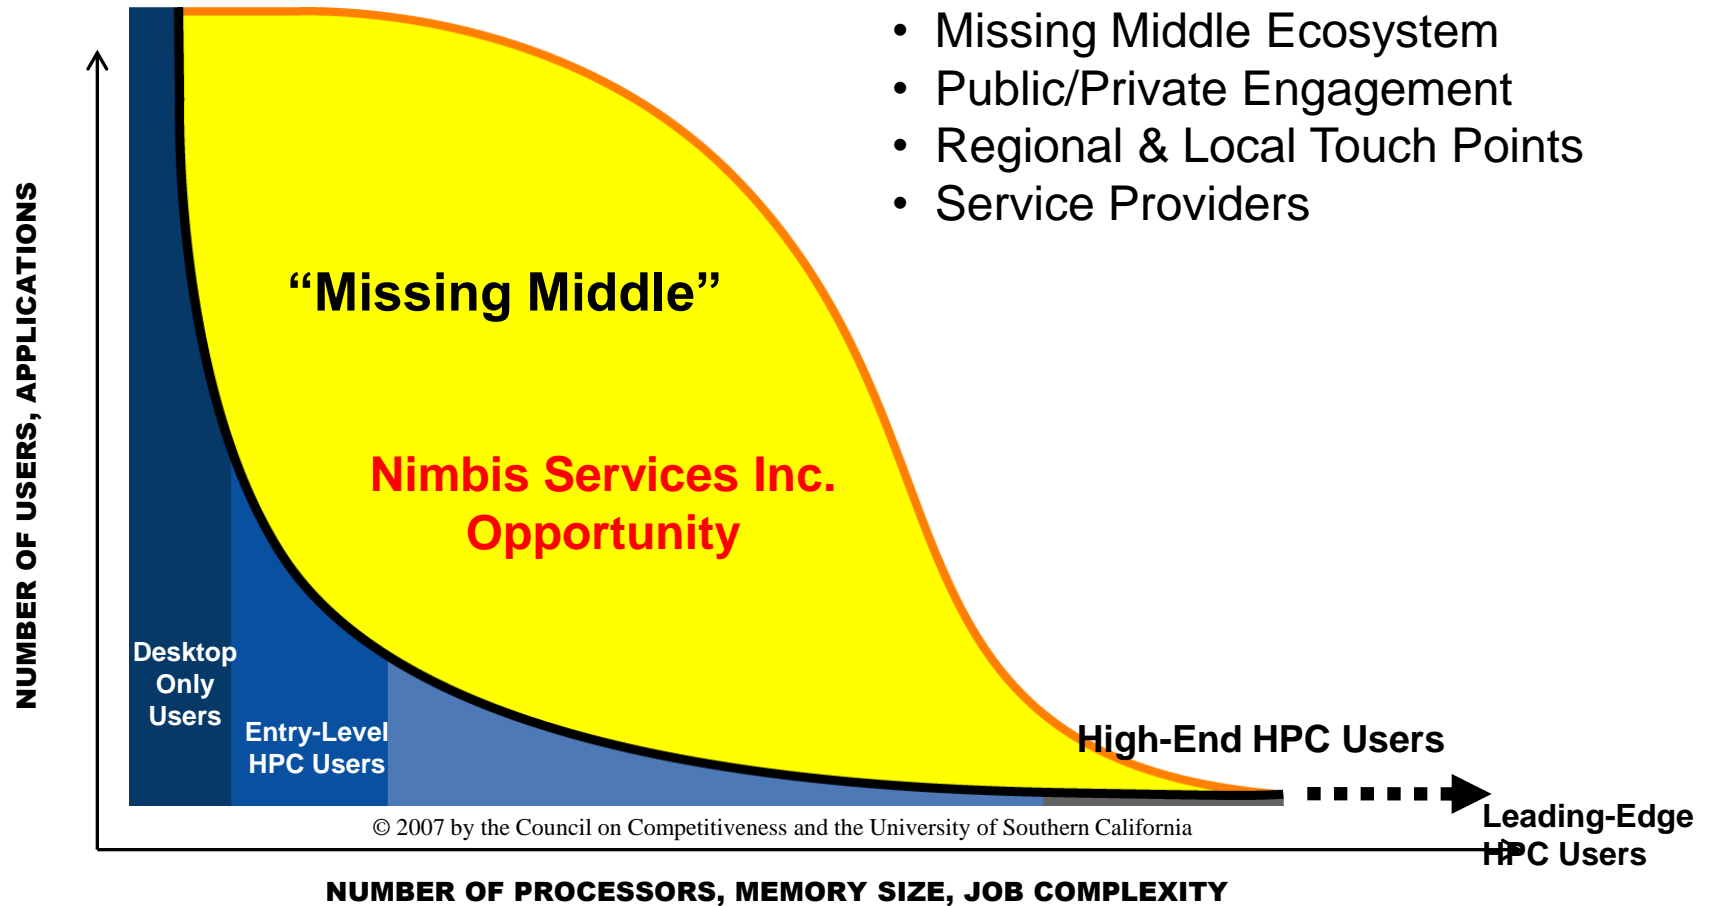 • Missing Middle Ecosystem
• Public/Private Engagement
• Regional & Local Touch Points
• Service Providers
NUMBER OF USERS, APPLICATIONS
“Missing Middle”
Nimbis Services Inc.
Opportunity
Desktop
Only
Users
Entry-Level
HPC Users
High-End HPC Users
Leading-Edge
HPC Users
© 2007 by the Council on Competitiveness and the University of Southern California
NUMBER OF PROCESSORS, MEMORY SIZE, JOB COMPLEXITY